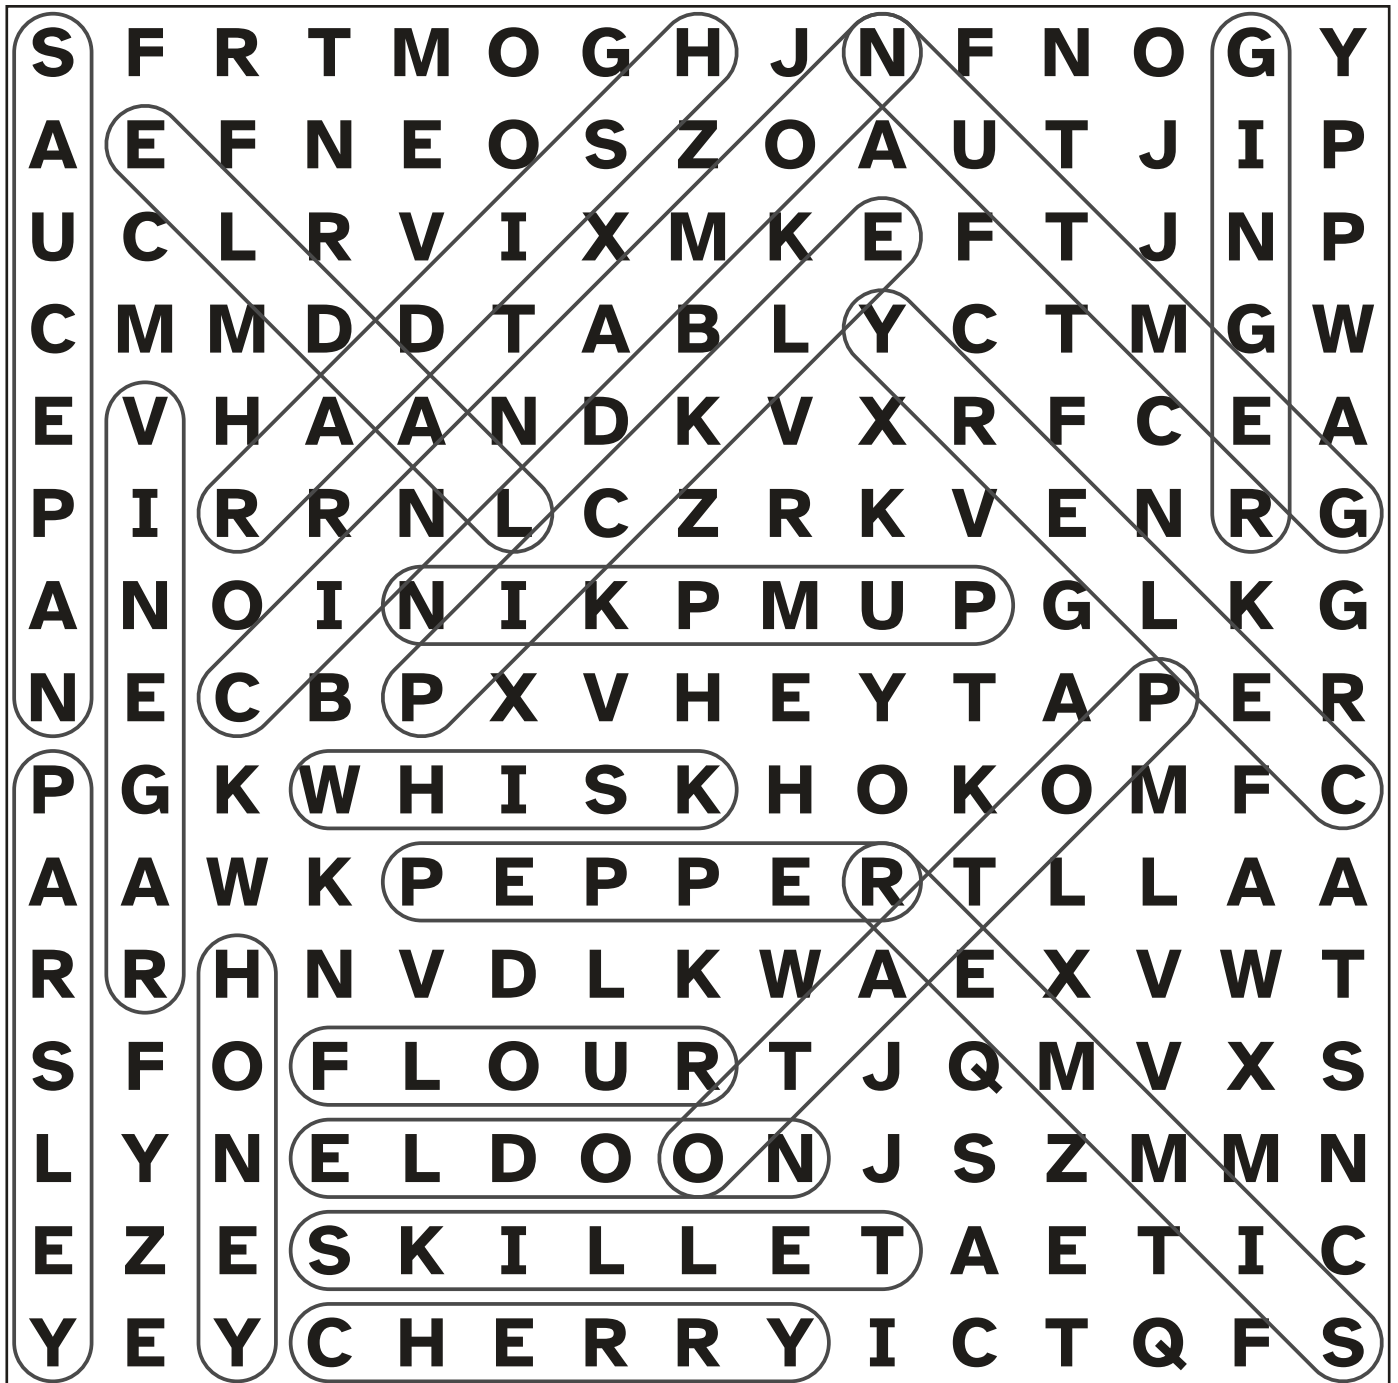 S F R T M O G H J N F N O G Y
A E F N E O S Z O A U T J I P
U C L R V I X M K E F T J N P
C M M D D T A B L Y C T M G W
E V H A A N D K V X R F C E A
P I R R N L C Z R K V E N R G
A N O I N I K P M U P G L K G
N E C B P X V H E Y T A P E R
P G K W H I S K H O K O M F C
A A W K P E P P E R T L L A A
R R H N V D L K W A E X V W T
S F O F L O U R T J Q M V X S
L Y N E L D O O N J S Z M M N
E Z E S K I L L E T A E T I C
Y E Y C H E R R Y I C T Q F S